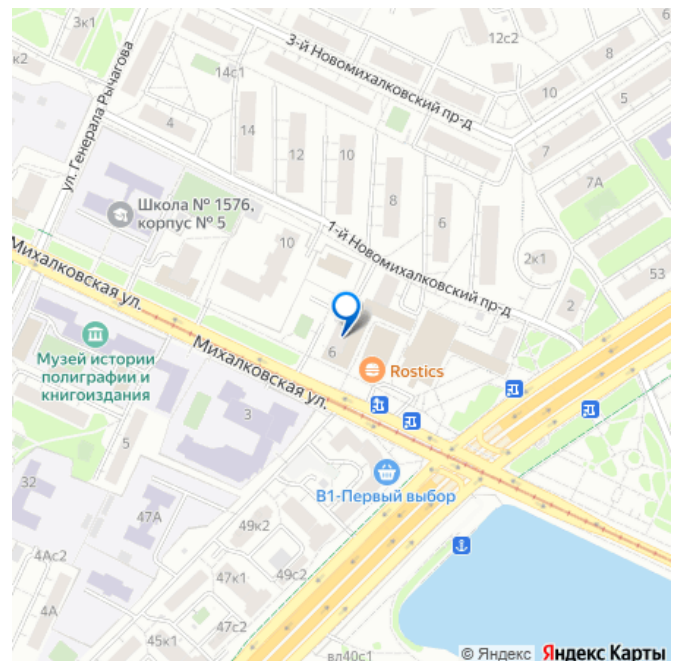 3к1
12с2
8
к2
3-й Новомихалковский пр-д
14с1
ул. Генерала Рычагова
10
5
4
14
12
10
7
7А
8
Школа № 1576,
корпус № 5
6
1-й Новомихалковский пр-д
10
2к1
53
2
Михалковская ул.
Музей истории
полиграфии и
книгоиздания
6
Михалковская ул.
Rostics
3
5
32
В1-Первый выбор
47А
49к2
4Ас2
47к1
49с2
4А
47с2
45к1
вл40с1
© Яндекс Яндекс Карты